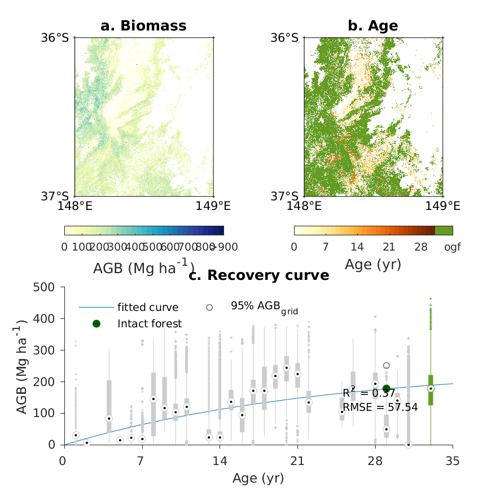 a. Biomass
b. Age
36°S
36°S
37°S
37°S
148°E
149°E
148°E
149°E
0 100 200 300 400 500 600 700 800 >900
0 7 14 21 28 ogf
AGB (Mg ha-1)
Age (yr)
c. Recovery curve
500
fitted curve
95% AGBgrid
Intact forest
400
300
200
100
0
AGB (Mg ha-1)
R² = 0.37
RMSE = 57.54
0 7 14 21 28 35
Age (yr)